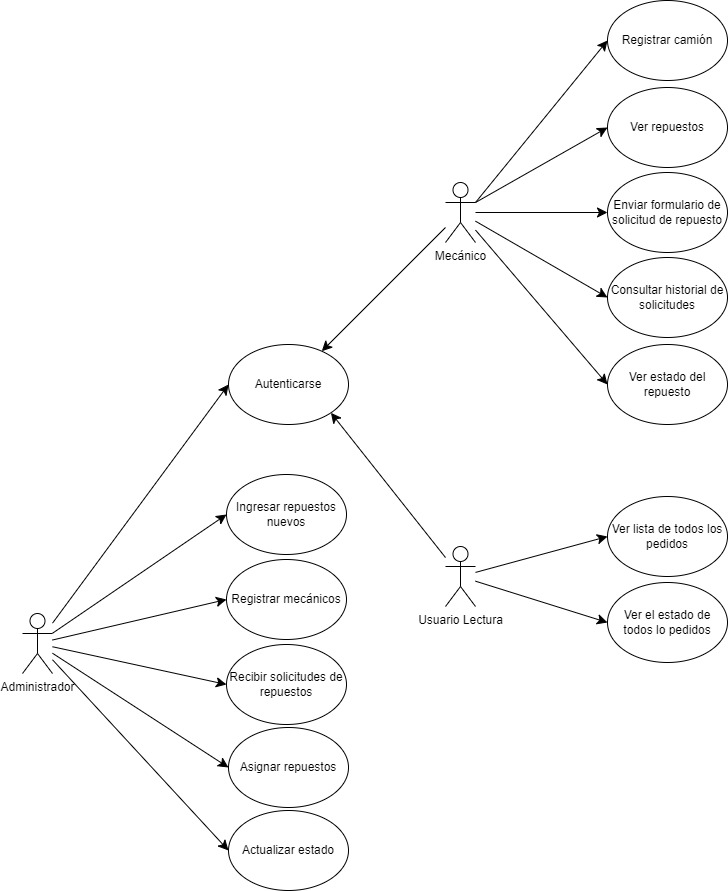 Registrar camión
Ver repuestos
Enviar formulario de
solicitud de repuesto
Mecánico
Consultar historial de
solicitudes
Ver estado del
repuesto
Autenticarse
Ingresar repuestos
nuevos
Ver lista de todos los
pedidos
Registrar mecánicos
Usuario Lectura
Ver el estado de
todos lo pedidos
Administrador
Recibir solicitudes de
repuestos
Asignar repuestos
Actualizar estado